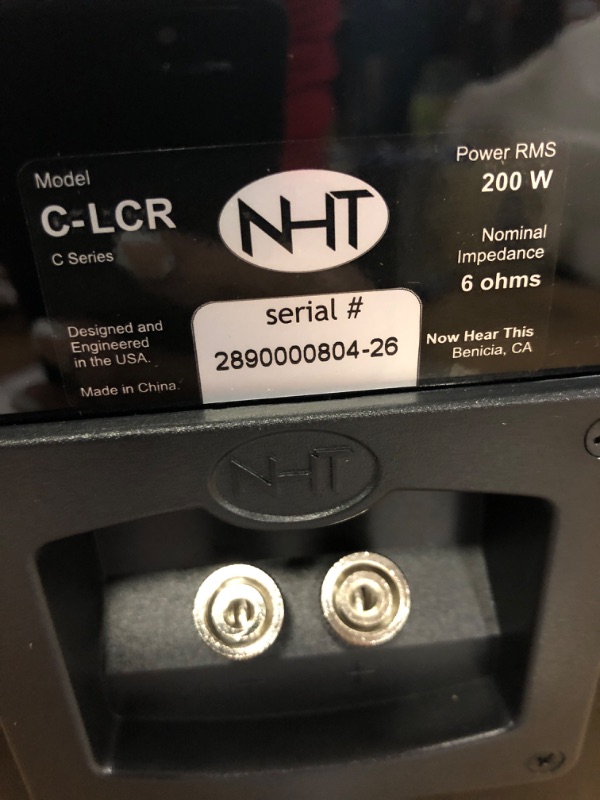 Model
C-LCR
C Series
NHT
Power RMS
200 W
Nominal
Impedance
6 ohms
Designed and
Engineered
in the USA.
Made in China.
serial #
2890000804-26
Now Hear This
Benicia, CA
NHT
+